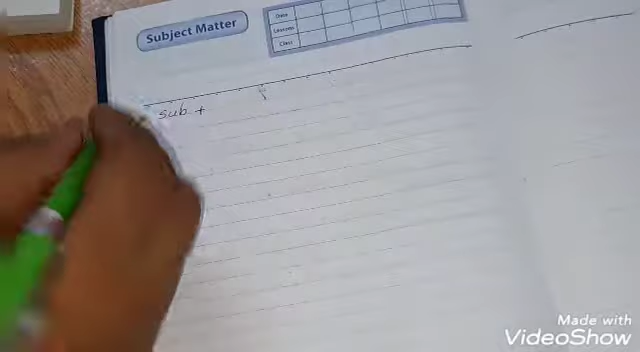 Subject Matter
Date
Lessons
Class
sub +
Made with
VideoShow